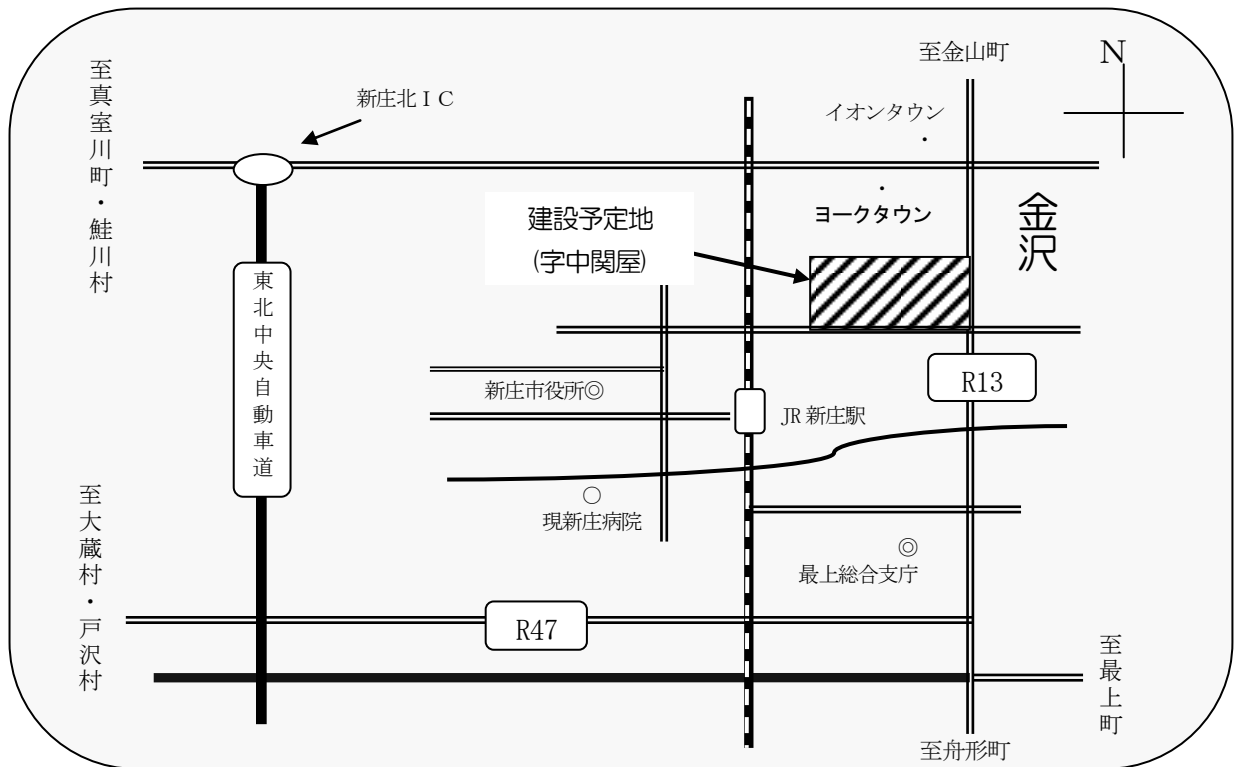 至金山町
N
至真室川町・鮭川村
新庄北ＩＣ
イオンタウン
ヨークタウン
金沢
建設予定地
(字中関屋)
東北中央自動車道
新庄市役所◎
R13
JR新庄駅
至大蔵村・戸沢村
○
現新庄病院
◎
最上総合支庁
R47
至最上町
至舟形町